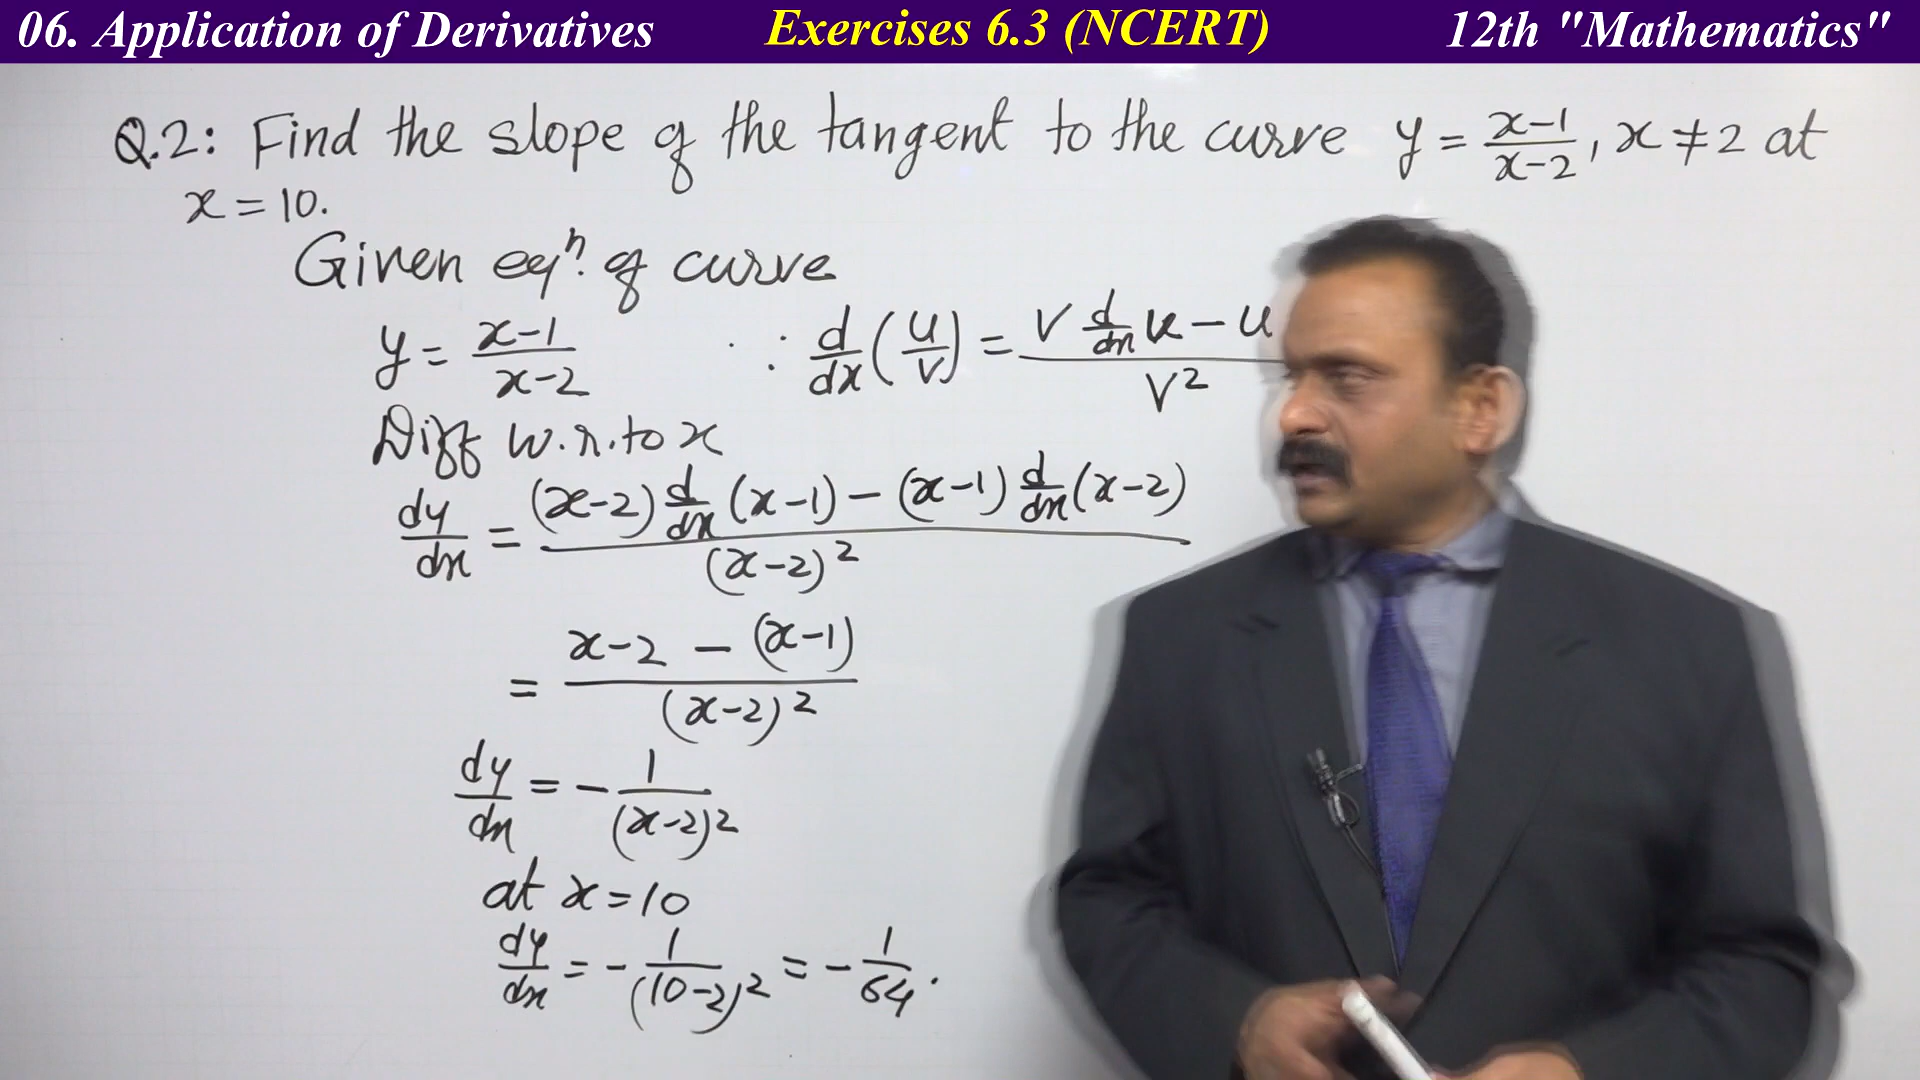 06. Application of Derivatives Exercises 6.3 (NCERT) 12th "Mathematics"
Q.2: Find the slope of the tangent to the curve y = (x-1)/(x-2), x ≠ 2 at
x = 10.
Given eqⁿ. of curve
y = (x-1)/(x-2) ∵ d/dx (u/v) = (v d/dx u - u)/v²
Diff w.r.to x
dy/dx = ((x-2) d/dx (x-1) - (x-1) d/dx (x-2))/(x-2)²
= (x-2 - (x-1))/(x-2)²
dy/dx = - 1/(x-2)²
at x = 10
dy/dx = - 1/(10-2)² = - 1/64.